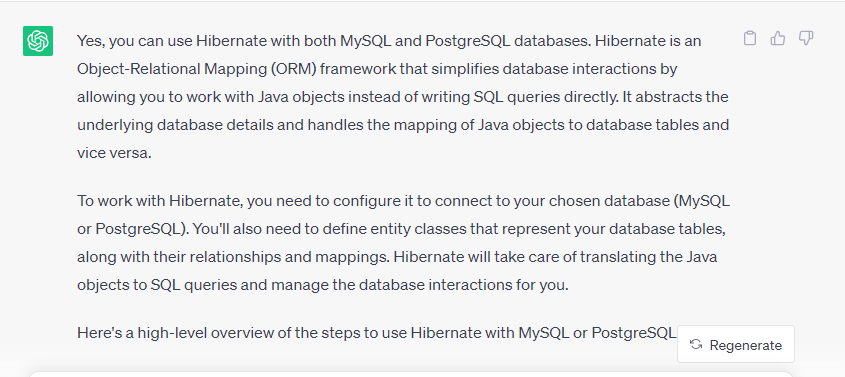 Yes, you can use Hibernate with both MySQL and PostgreSQL databases. Hibernate is an
Object-Relational Mapping (ORM) framework that simplifies database interactions by
allowing you to work with Java objects instead of writing SQL queries directly. It abstracts the
underlying database details and handles the mapping of Java objects to database tables and
vice versa.
To work with Hibernate, you need to configure it to connect to your chosen database (MySQL
or PostgreSQL). You'll also need to define entity classes that represent your database tables,
along with their relationships and mappings. Hibernate will take care of translating the Java
objects to SQL queries and manage the database interactions for you.
Here's a high-level overview of the steps to use Hibernate with MySQL or PostgreSQL
Regenerate